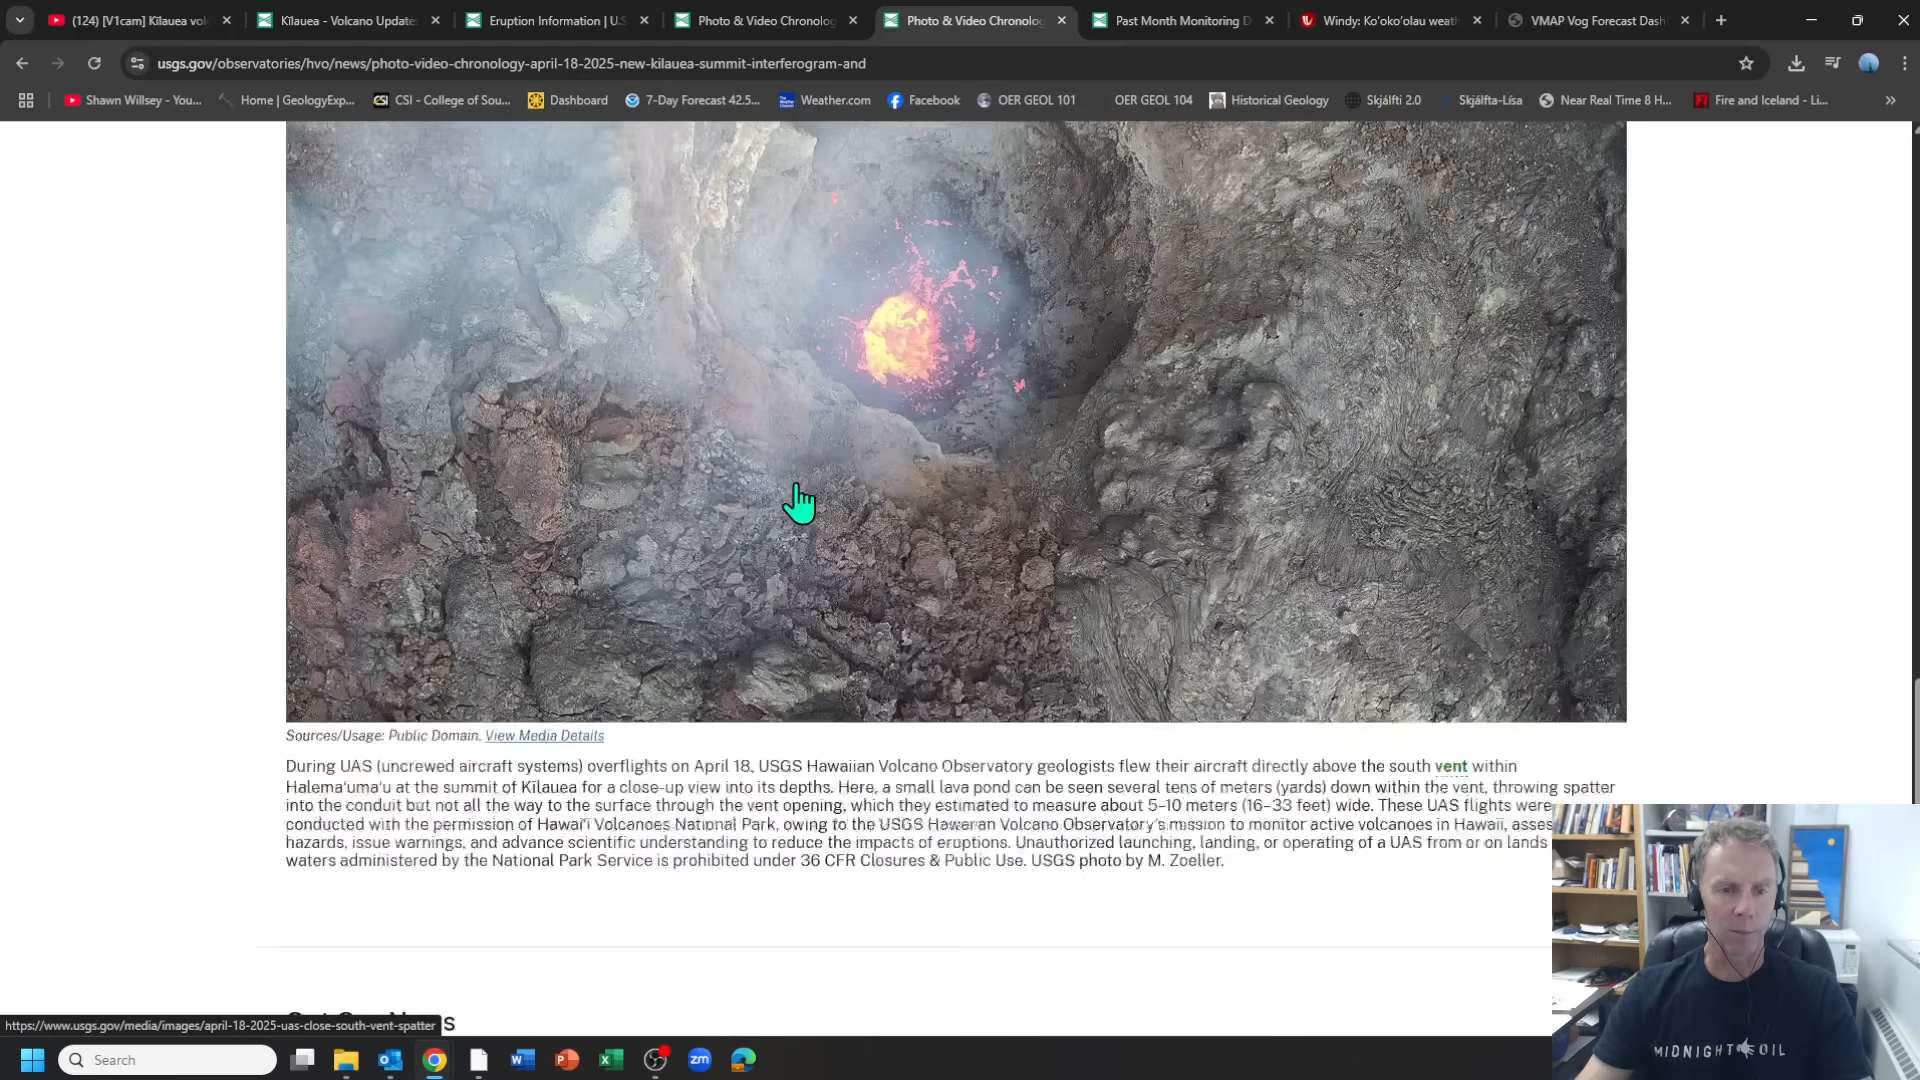 (124) [V1cam] Kīlauea vol
Kīlauea - Volcano Update
Eruption Information | U.S
Photo & Video Chronolog
Photo & Video Chronolog
Past Month Monitoring D
Windy: Ko'oko'olau weath
VMAP Vog Forecast Dash
usgs.gov/observatories/hvo/news/photo-video-chronology-april-18-2025-new-kilauea-summit-interferogram-and
Shawn Willsey - You...
Home | GeologyExp...
CSI - College of Sou...
Dashboard
7-Day Forecast 42.5...
Weather.com
Facebook
OER GEOL 101
OER GEOL 104
Historical Geology
Skjálfti 2.0
Skjálfta-Lísa
Near Real Time 8 H...
Fire and Iceland - Li...
Sources/Usage: Public Domain. View Media Details
During UAS (uncrewed aircraft systems) overflights on April 18, USGS Hawaiian Volcano Observatory geologists flew their aircraft directly above the south vent within
Halemaʻumaʻu at the summit of Kīlauea for a close-up view into its depths. Here, a small lava pond can be seen several tens of meters (yards) down within the vent, throwing spatter
into the conduit but not all the way to the surface through the vent opening, which they estimated to measure about 5–10 meters (16–33 feet) wide. These UAS flights were
conducted with the permission of Hawaiʻi Volcanoes National Park, owing to the USGS Hawaiian Volcano Observatory's mission to monitor active volcanoes in Hawaii, asses
hazards, issue warnings, and advance scientific understanding to reduce the impacts of eruptions. Unauthorized launching, landing, or operating of a UAS from or on lands
waters administered by the National Park Service is prohibited under 36 CFR Closures & Public Use. USGS photo by M. Zoeller.
https://www.usgs.gov/media/images/april-18-2025-uas-close-south-vent-spatter
MIDNIGHT OIL
Search
zm